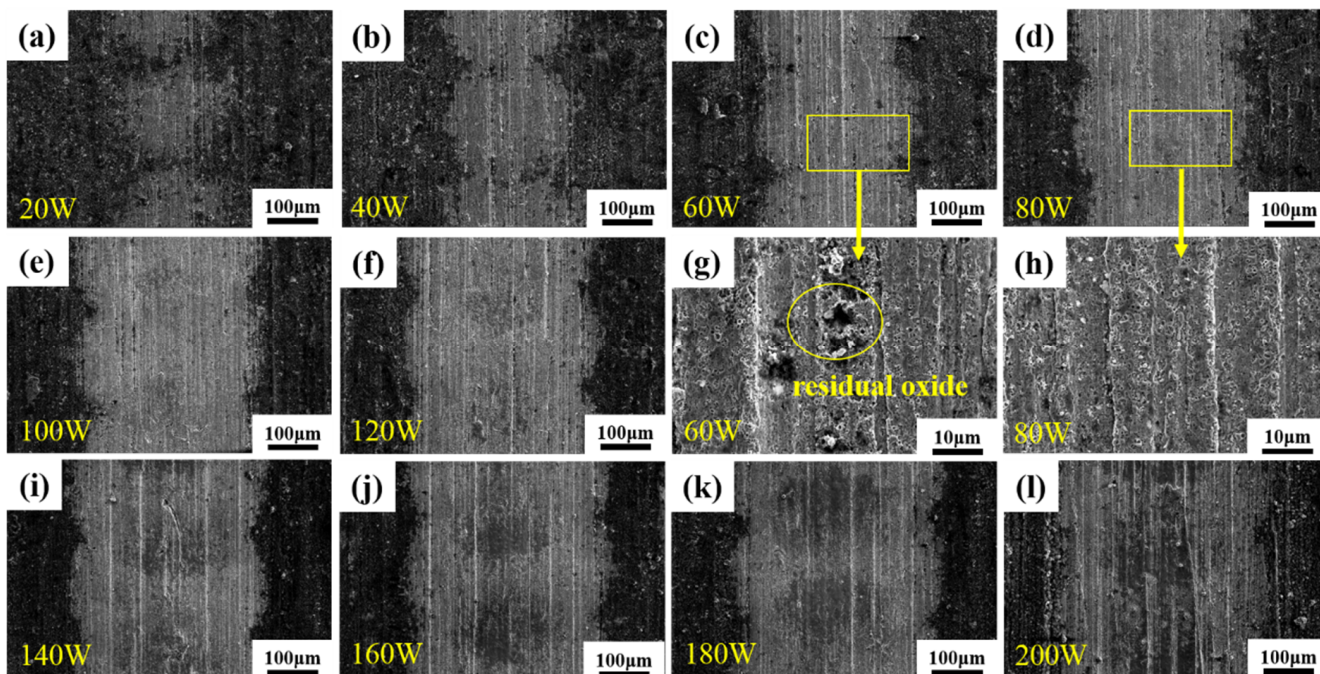 (a)
20W
100μm
(b)
40W
100μm
(c)
60W
100μm
(d)
80W
100μm
(e)
100W
100μm
(f)
120W
100μm
(g)
residual oxide
60W
10μm
(h)
80W
10μm
(i)
140W
100μm
(j)
160W
100μm
(k)
180W
100μm
(l)
200W
100μm